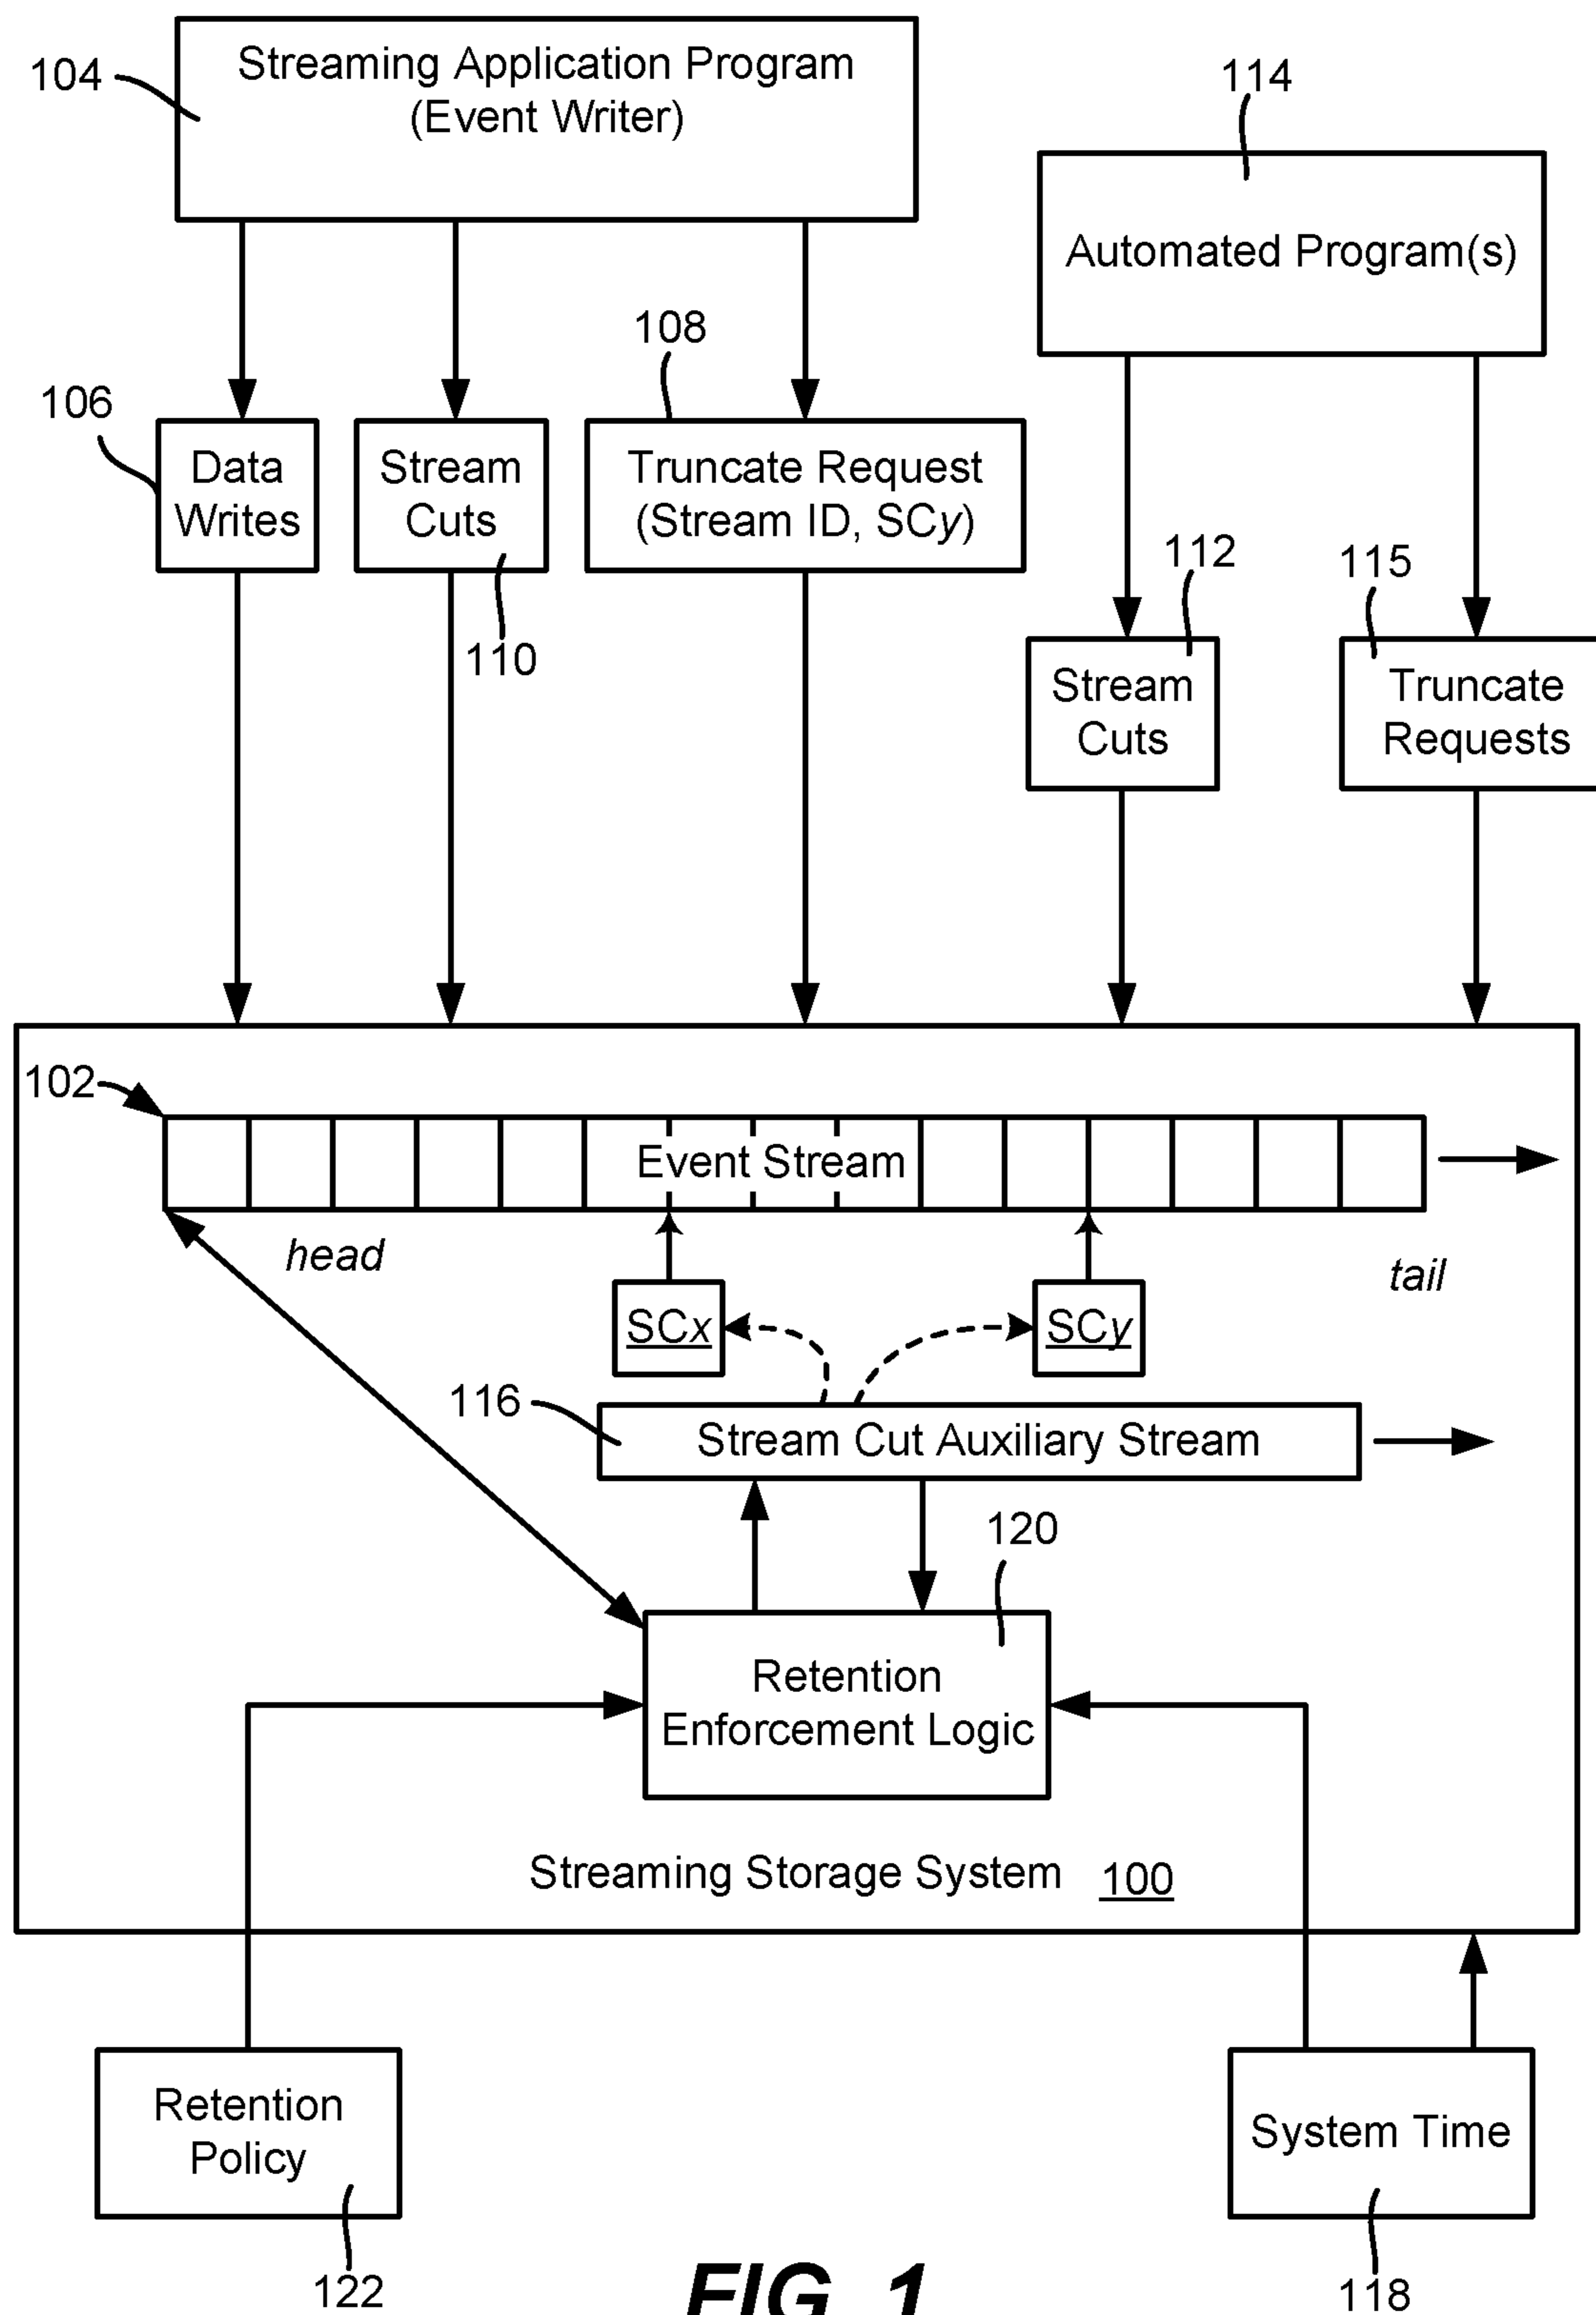 Streaming Application Program
(Event Writer)
104
114
Automated Program(s)
108
106
Data
Writes
Stream
Cuts
Truncate Request
(Stream ID, SCy)
110
112
115
Stream
Cuts
Truncate
Requests
102
Event Stream
head
tail
SCx
SCy
116
Stream Cut Auxiliary Stream
120
Retention
Enforcement Logic
Streaming Storage System 100
Retention
Policy
System Time
122
118
FIG. 1